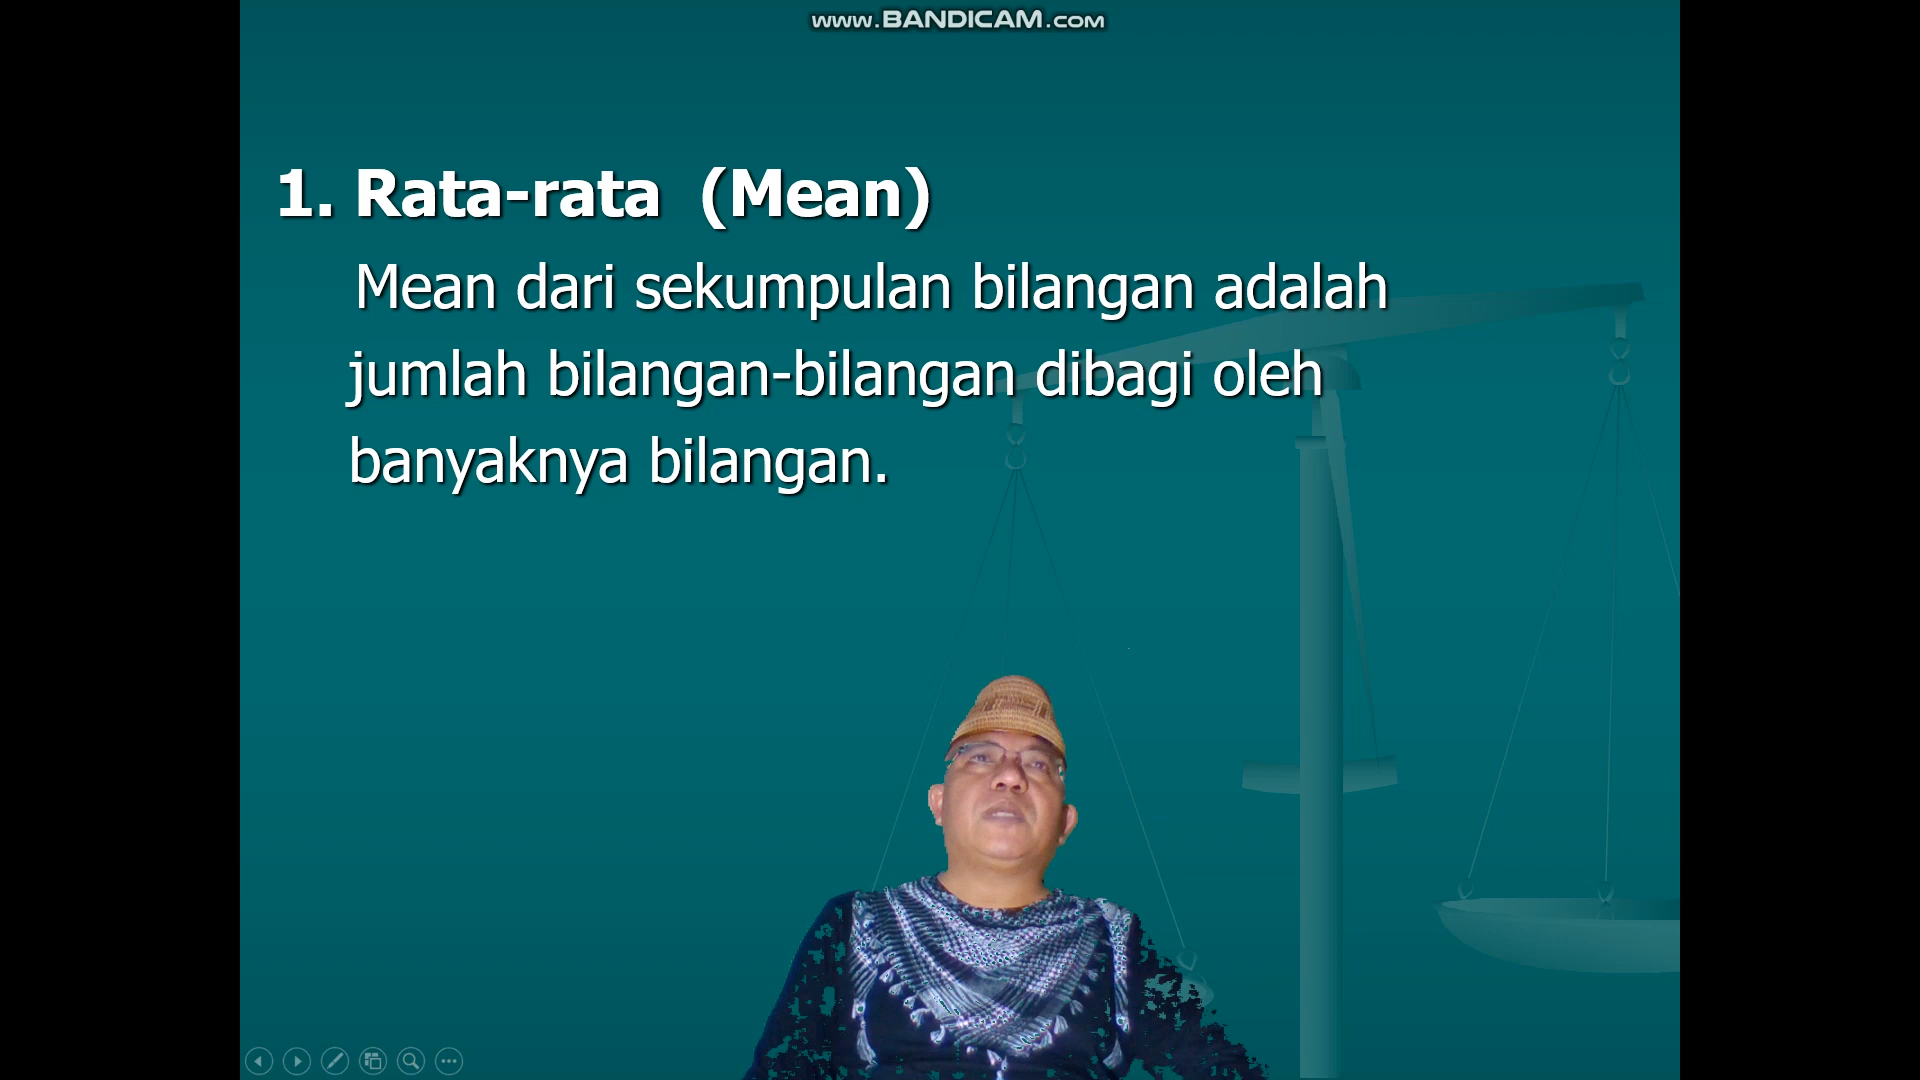 www.BANDICAM.com
1. Rata-rata (Mean)
Mean dari sekumpulan bilangan adalah
jumlah bilangan-bilangan dibagi oleh
banyaknya bilangan.